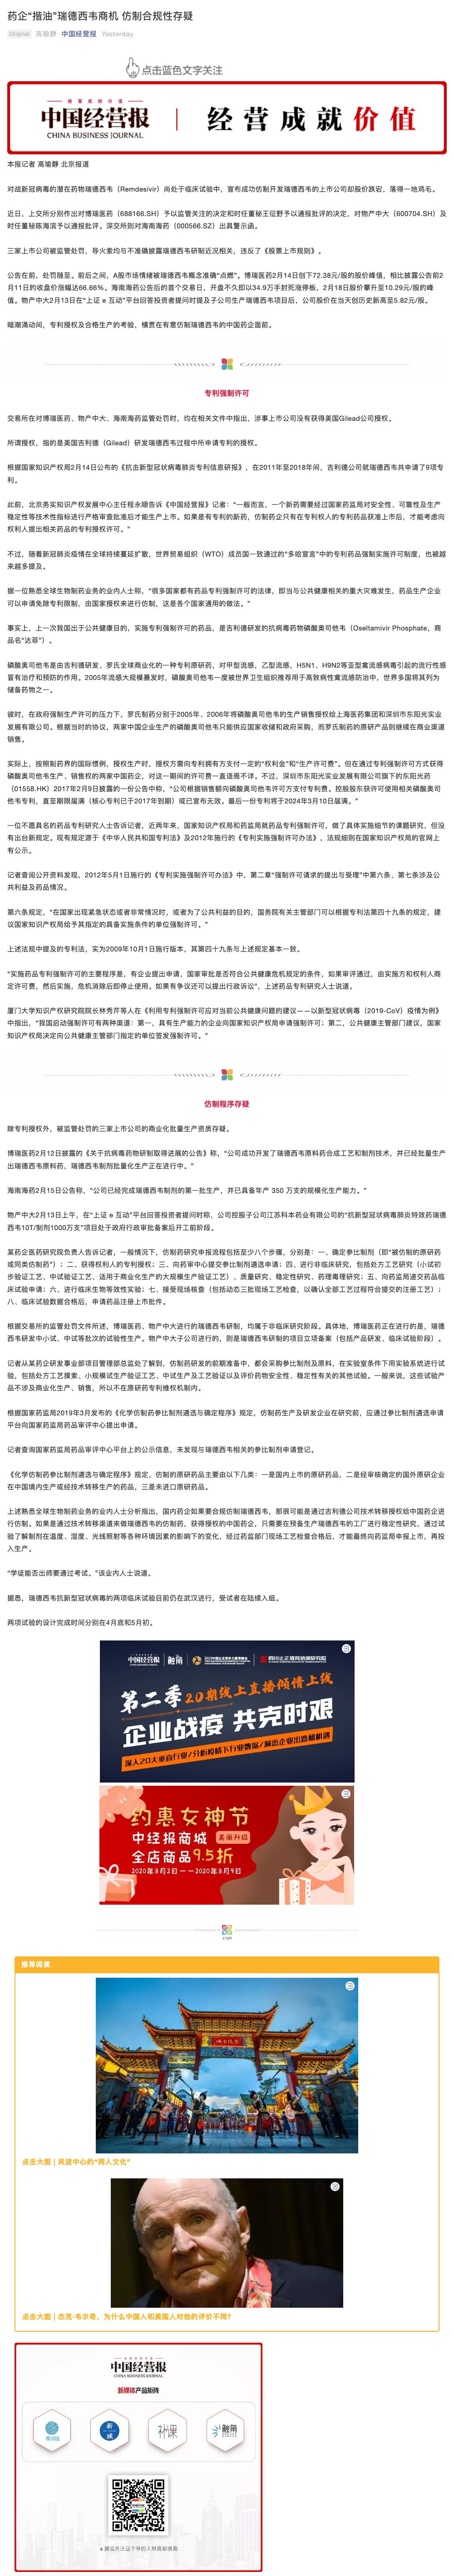 药企“揩油”瑞德西韦商机 仿制合规性存疑
Original 高瑜静 中国经营报 Yesterday
点击蓝色文字关注
中国经营报
CHINA BUSINESS JOURNAL
经营成就价值
本报记者 高瑜静 北京报道
对战新冠病毒的潜在药物瑞德西韦（Remdesivir）尚处于临床试验中，宣布成功仿制开发瑞德西韦的上市公司却股价跌宕，落得一地鸡毛。
近日，上交所分别作出对博瑞医药（688166.SH）予以监管关注的决定和时任董秘王征野予以通报批评的决定，对物产中大（600704.SH）及
时任董秘陈海滨予以通报批评。深交所则对海南海药（000566.SZ）出具警示函。
三家上市公司被监管处罚，导火索均与不准确披露瑞德西韦研制近况相关，违反了《股票上市规则》。
公告在前，处罚随至。前后之间，A股市场情绪被瑞德西韦概念准确“点燃”。博瑞医药2月14日创下72.38元/股的股价峰值，相比披露公告前2
月11日的收盘价涨幅达66.66%。海南海药公告后的首个交易日，开盘不久即以34.9万手封死涨停板，2月18日股价攀升至10.29元/股的峰
值。物产中大2月13日在“上证 e 互动”平台回答投资者提问时提及子公司生产瑞德西韦项目后，公司股价在当天创历史新高至5.82元/股。
暗潮涌动间，专利授权及合格生产的考验，横贯在有意仿制瑞德西韦的中国药企面前。
专利强制许可
交易所在对博瑞医药、物产中大、海南海药监管处罚时，均在相关文件中指出，涉事上市公司没有获得美国Gilead公司授权。
所谓授权，指的是美国吉利德（Gilead）研发瑞德西韦过程中所申请专利的授权。
根据国家知识产权局2月14日公布的《抗击新型冠状病毒肺炎专利信息研报》，在2011年至2018年间，吉利德公司就瑞德西韦共申请了9项专
利。
此前，北京务实知识产权发展中心主任程永顺告诉《中国经营报》记者：“一般而言，一个新药需要经过国家药监局对安全性、可靠性及生产
稳定性等技术性指标进行严格审查批准后才能生产上市。如果是有专利的新药，仿制药企只有在专利权人的专利药品获准上市后，才能考虑向
权利人提出相关药品的专利授权许可。”
不过，随着新冠肺炎疫情在全球持续蔓延扩散，世界贸易组织（WTO）成员国一致通过的“多哈宣言”中的专利药品强制实施许可制度，也被越
来越多提及。
据一位熟悉全球生物制药业务的业内人士称，“很多国家都有药品专利强制许可的法律，即当与公共健康相关的重大灾难发生，药品生产企业
可以申请免除专利限制，由国家授权来进行仿制，这是各个国家通用的做法。”
事实上，上一次我国出于公共健康目的，实施专利强制许可的药品，是吉利德研发的抗病毒药物磷酸奥司他韦（Oseltamivir Phosphate，商
品名“达菲”）。
磷酸奥司他韦是由吉利德研发、罗氏全球商业化的一种专利原研药，对甲型流感，乙型流感，H5N1、H9N2等亚型禽流感病毒引起的流行性感
冒有治疗和预防的作用。2005年流感大规模暴发时，磷酸奥司他韦一度被世界卫生组织推荐用于高致病性禽流感防治中，世界多国将其列为
储备药物之一。
彼时，在政府强制生产许可的压力下，罗氏制药分别于2005年、2006年将磷酸奥司他韦的生产销售授权给上海医药集团和深圳市东阳光实业
发展有限公司。根据当时的协议，两家中国企业生产的磷酸奥司他韦只能供应国家收储和政府采购，而罗氏制药的原研产品则继续在商业渠道
销售。
实际上，按照制药界的国际惯例，授权生产时，授权方需向专利拥有方支付一定的“权利金”和“生产许可费”。但在通过专利强制许可方式获得
磷酸奥司他韦生产、销售权的两家中国药企，对这一期间的许可费一直语焉不详。不过，深圳市东阳光实业发展有限公司旗下的东阳光药
（01558.HK）2017年2月9日披露的一份公告中称，“公司根据销售额向磷酸奥司他韦许可方支付专利费。控股股东获许可使用相关磷酸奥司
他韦专利，直至期限届满（核心专利已于2017年到期）或已宣布无效，最后一份专利将于2024年3月10日届满。”
一位不愿具名的药品专利研究人士告诉记者，近两年来，国家知识产权局和药监局就药品专利强制许可，做了具体实施细节的课题研究，但没
有出台新规定。现有规定源于《中华人民共和国专利法》及2012年施行的《专利实施强制许可办法》，法规细则在国家知识产权局的官网上
有公示。
记者查阅公开资料发现，2012年5月1日施行的《专利实施强制许可办法》中，第二章“强制许可请求的提出与受理”中第六条、第七条涉及公
共利益及药品情况。
第六条规定，“在国家出现紧急状态或者非常情况时，或者为了公共利益的目的，国务院有关主管部门可以根据专利法第四十九条的规定，建
议国家知识产权局给予其指定的具备实施条件的单位强制许可。”
上述法规中提及的专利法，实为2009年10月1日施行版本，其第四十九条与上述规定基本一致。
“实施药品专利强制许可的主要程序是，有企业提出申请，国家审批是否符合公共健康危机规定的条件，如果审评通过，由实施方和权利人商
定许可费，然后实施，危机消除后即停止使用。如果有争议还可以提出行政诉讼”，上述药品专利研究人士说道。
厦门大学知识产权研究院院长林秀芹等人在《利用专利强制许可应对当前公共健康问题的建议——以新型冠状病毒（2019-CoV）疫情为例》
中指出，“我国启动强制许可有两种渠道：第一，具有生产能力的企业向国家知识产权局申请强制许可；第二，公共健康主管部门建议，国家
知识产权局决定向公共健康主管部门指定的单位签发强制许可。”
仿制程序存疑
除专利授权外，被监管处罚的三家上市公司的商业化批量生产资质存疑。
博瑞医药2月12日披露的《关于抗病毒药物研制取得进展的公告》称，“公司成功开发了瑞德西韦原料药合成工艺和制剂技术，并已经批量生产
出瑞德西韦原料药，瑞德西韦制剂批量化生产正在进行中。”
海南海药2月15日公告称，“公司已经完成瑞德西韦制剂的第一批生产，并已具备年产 350 万支的规模化生产能力。”
物产中大2月13日上午，在“上证 e 互动”平台回答投资者提问时称，公司控股子公司江苏科本药业有限公司的“抗新型冠状病毒肺炎特效药瑞德
西韦10T/制剂1000万支”项目处于政府行政审批备案后开工前阶段。
某药企医药研究院负责人告诉记者，一般情况下，仿制药研究申报流程包括至少八个步骤，分别是：一、确定参比制剂（即“被仿制的原研药
或同类仿制药”）；二、获得权利人的专利授权；三、向药审中心提交参比制剂遴选申请；四、进行非临床研究，包括处方工艺研究（小试初
步验证工艺、中试验证工艺、适用于商业化生产的大规模生产验证工艺）、质量研究、稳定性研究、药理毒理研究；五、向药监局递交药品临
床试验申请；六、进行临床生物等效性实验；七、接受现场核查（包括动态三批现场工艺检查，以确认全部工艺过程符合提交的注册工艺）；
八、临床试验数据合格后，申请药品注册上市批件。
根据交易所的监管处罚文件所述，博瑞医药、物产中大进行的瑞德西韦研制，均属于非临床研究阶段。具体地，博瑞医药正在进行的是，瑞德
西韦研发中小试、中试等批次的试验性生产。物产中大子公司进行的，则是瑞德西韦研制的项目立项备案（包括产品研发、临床试验阶段）。
记者从某药企研发事业部项目管理部总监处了解到，仿制药研发的前期准备中，都会采购参比制剂及原料，在实验室条件下用实验系统进行试
验，包括处方工艺摸索、小规模试生产验证工艺、中试生产及工艺验证以及评价药物安全性、稳定性有关的其他试验。一般来说，这些试验产
品不涉及商业化生产、销售，所以不在原研药专利维权机制内。
根据国家药监局2019年3月发布的《化学仿制药参比制剂遴选与确定程序》规定，仿制药生产及研发企业在研究前，应通过参比制剂遴选申请
平台向国家药监局药品审评中心提出申请。
记者查询国家药监局药品审评中心平台上的公示信息，未发现与瑞德西韦相关的参比制剂申请登记。
《化学仿制药参比制剂遴选与确定程序》规定，仿制的原研药品主要由以下几类：一是国内上市的原研药品，二是经审核确定的国外原研企业
在中国境内生产或经技术转移生产的药品，三是未进口原研药品。
上述熟悉全球生物制药业务的业内人士分析指出，国内药企如果要合规仿制瑞德西韦，那很可能是通过吉利德公司技术转移授权给中国药企进
行仿制。如果是通过技术转移渠道来做瑞德西韦的仿制药，获得授权的中国药企，只需要在预备生产瑞德西韦的工厂进行稳定性研究，通过试
验了解制剂在温度、湿度、光线照射等各种环境因素的影响下的变化，经过药监部门现场工艺检查合格后，才能最终向药监局申报上市，再投
入生产。
“学徒能否出师要通过考试。”该业内人士说道。
据悉，瑞德西韦抗新型冠状病毒的两项临床试验目前仍在武汉进行，受试者在陆续入组。
两项试验的设计完成时间分别在4月底和5月初。
中国经营报 触角
第二季20期线上直播倾情上线
企业战疫 共克时艰
深入20大垂直行业/分析疫情下行业数据/洞悉企业出路和机遇
约惠女神节
中经报商城 美丽升级
全店商品9.5折
2020年3月2日——2020年3月9日
推荐阅读
点击大图 | 风波中心的“同人文化”
点击大图 | 杰克·韦尔奇，为什么中国人和美国人对他的评价不同？
中国经营报
CHINA BUSINESS JOURNAL
新媒体产品矩阵
触角